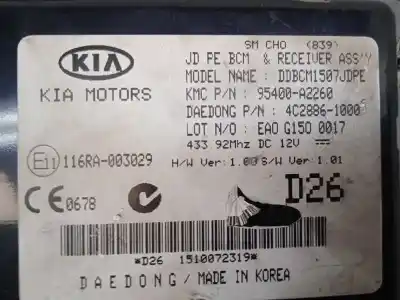 SM CHO (839)
KIA
KIA MOTORS
JD PE BCM & RECEIVER ASS'Y
MODEL NAME : DDBCM1507JDPE
KMC P/N : 95400-A2260
DAEDONG P/N : 4C2886-1000
LOT N/O : EAO G150 0017
433 92Mhz DC 12V
E11 116RA-003029
H/W Ver: 1.00 S/W Ver: 1.01
CE 0678
D26
*D26 1510072319*
DAEDONG / MADE IN KOREA